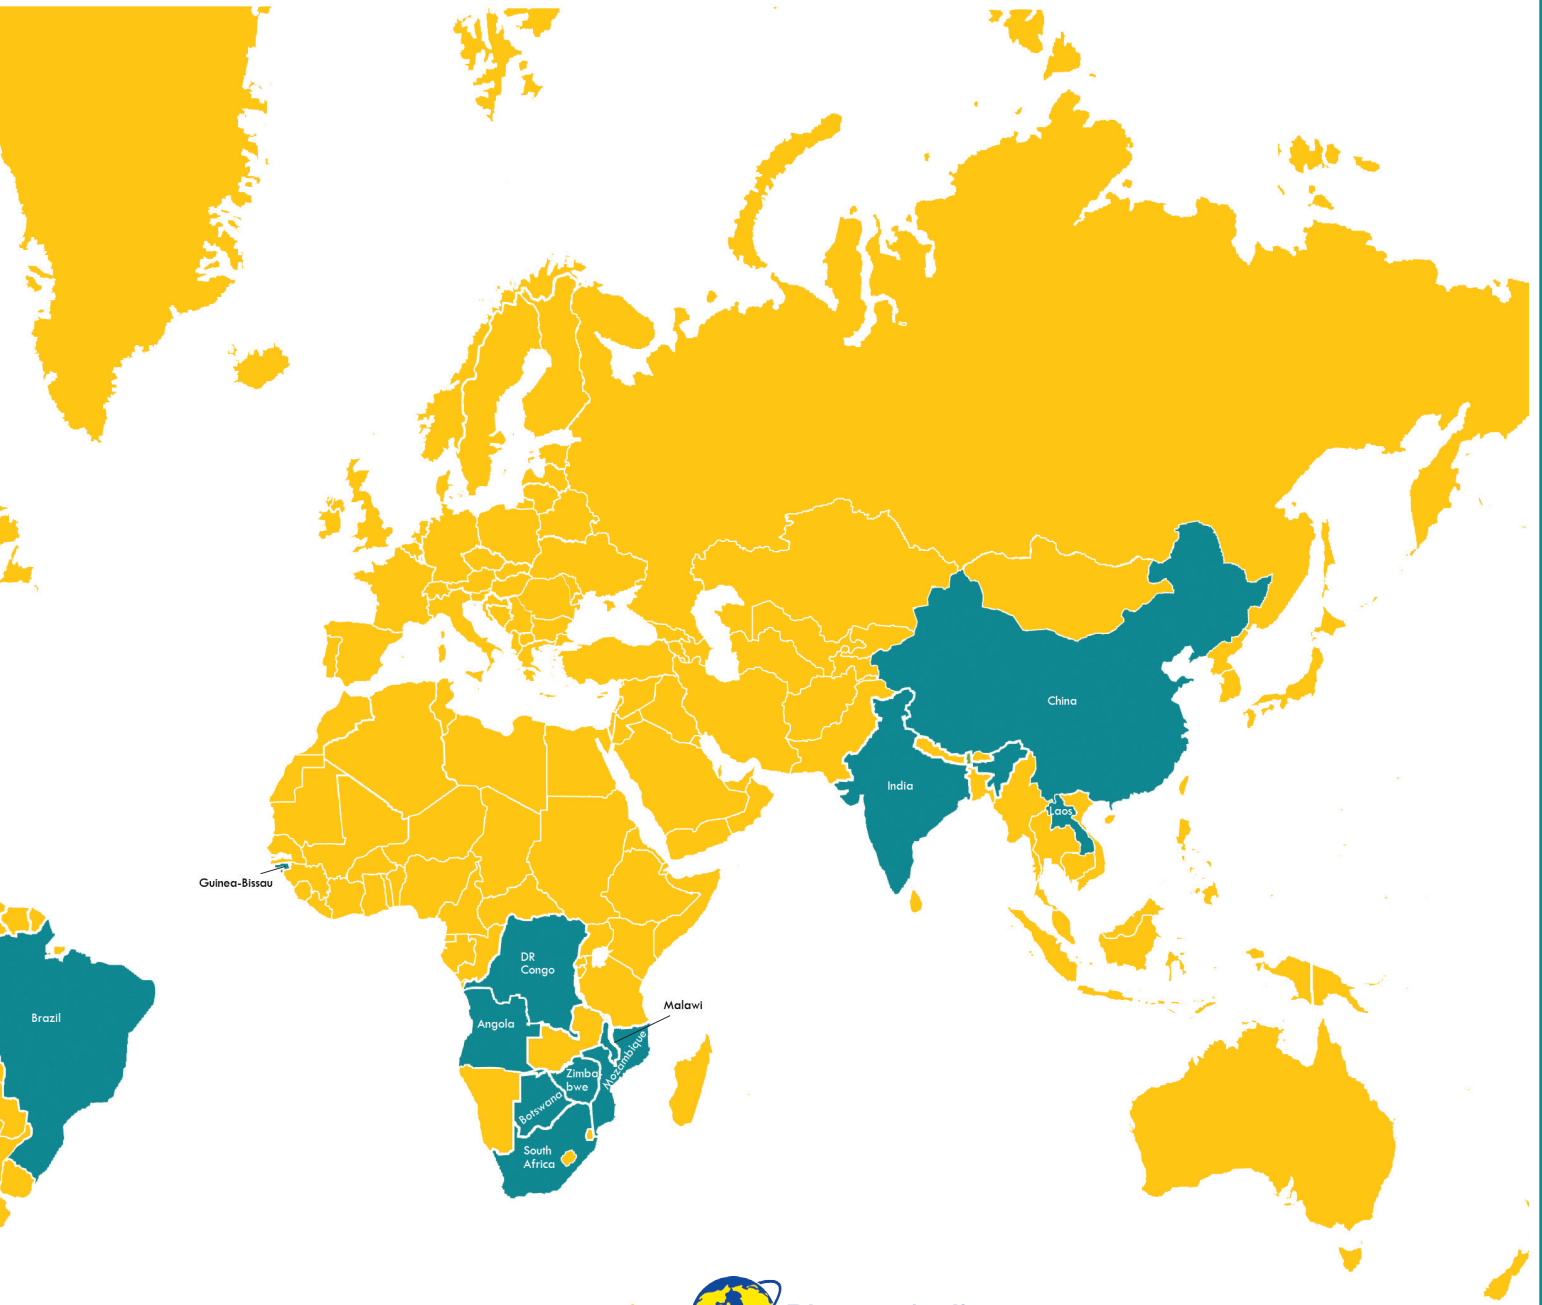 China
India
Laos
Guinea-Bissau
DR
Congo
Malawi
Brazil
Angola
Mozambique
Zimba-
bwe
Botswana
South
Africa